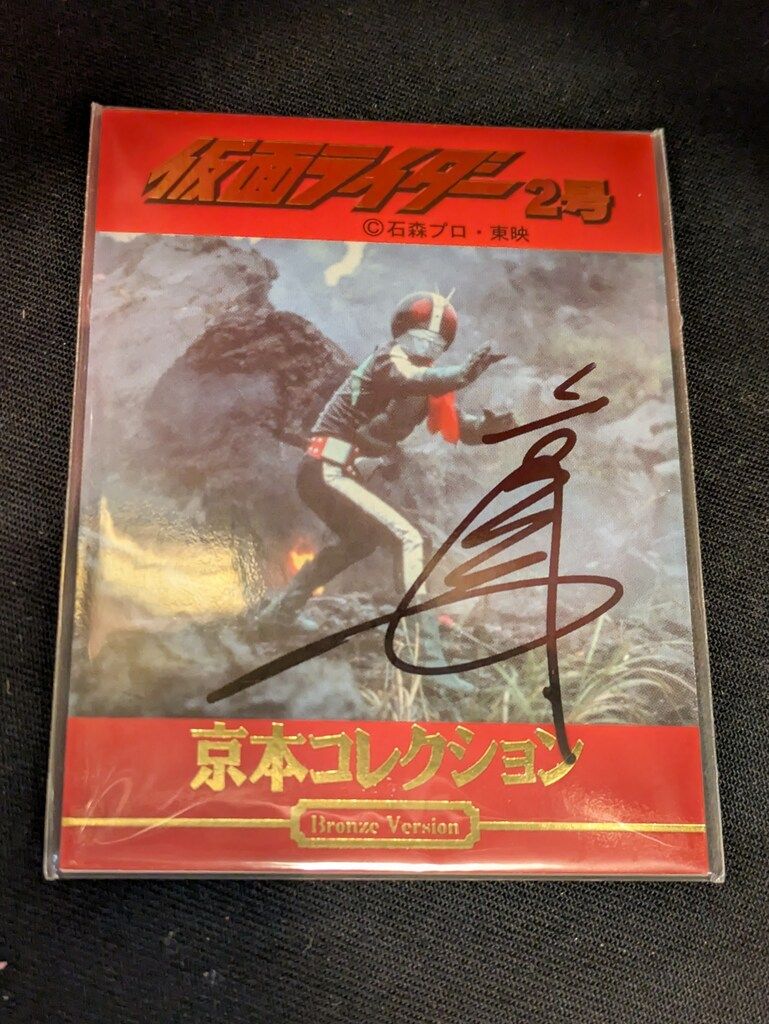 仮面ライダー2号
©石森プロ・東映
京本コレクション
Bronze Version